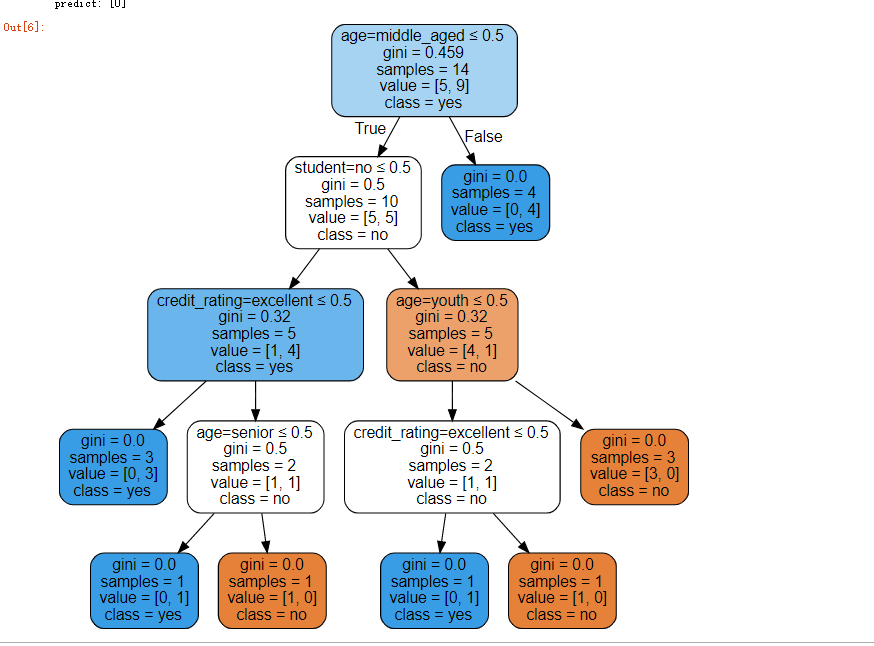 predict: [0]
Out[6]:
age=middle_aged ≤ 0.5
gini = 0.459
samples = 14
value = [5, 9]
class = yes
True
False
student=no ≤ 0.5
gini = 0.5
samples = 10
value = [5, 5]
class = no
gini = 0.0
samples = 4
value = [0, 4]
class = yes
credit_rating=excellent ≤ 0.5
gini = 0.32
samples = 5
value = [1, 4]
class = yes
age=youth ≤ 0.5
gini = 0.32
samples = 5
value = [4, 1]
class = no
gini = 0.0
samples = 3
value = [0, 3]
class = yes
age=senior ≤ 0.5
gini = 0.5
samples = 2
value = [1, 1]
class = no
credit_rating=excellent ≤ 0.5
gini = 0.5
samples = 2
value = [1, 1]
class = no
gini = 0.0
samples = 3
value = [3, 0]
class = no
gini = 0.0
samples = 1
value = [0, 1]
class = yes
gini = 0.0
samples = 1
value = [1, 0]
class = no
gini = 0.0
samples = 1
value = [0, 1]
class = yes
gini = 0.0
samples = 1
value = [1, 0]
class = no